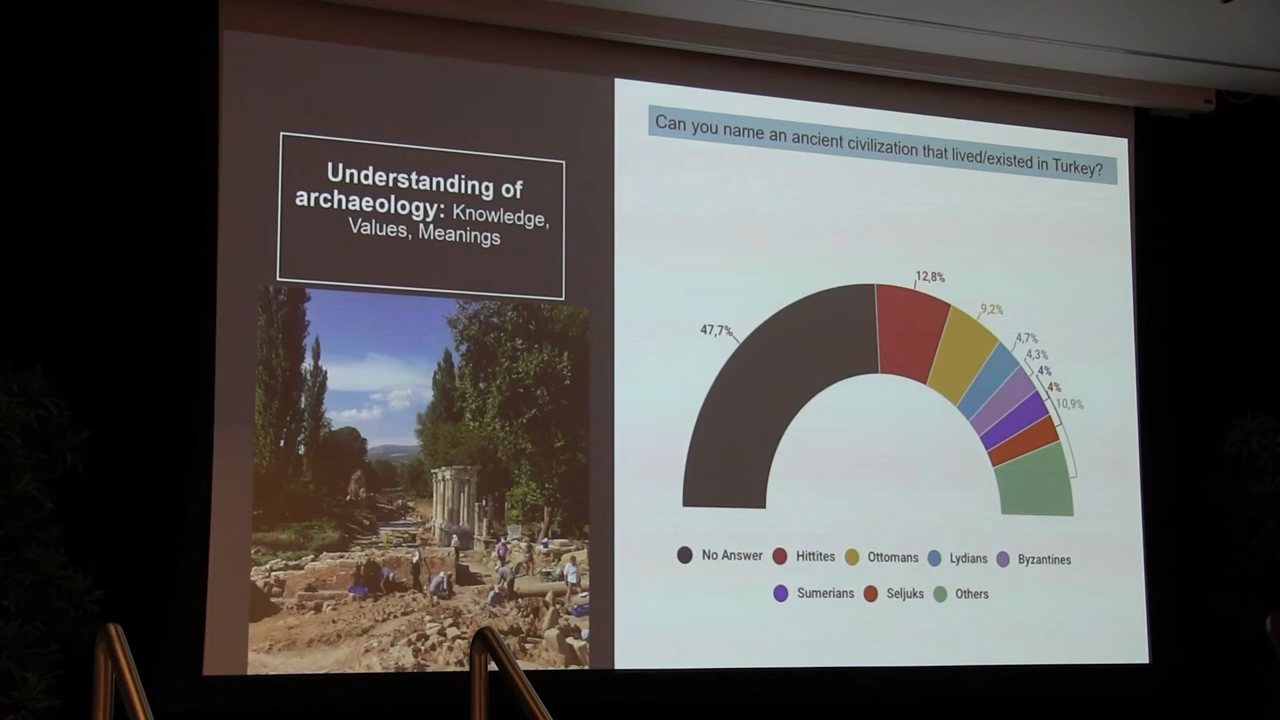 Understanding of
archaeology: Knowledge,
Values, Meanings
Can you name an ancient civilization that lived/existed in Turkey?
47,7%
12,8%
9,2%
4,7%
4,3%
4%
4%
10,9%
No Answer Hittites Ottomans Lydians Byzantines
Sumerians Seljuks Others